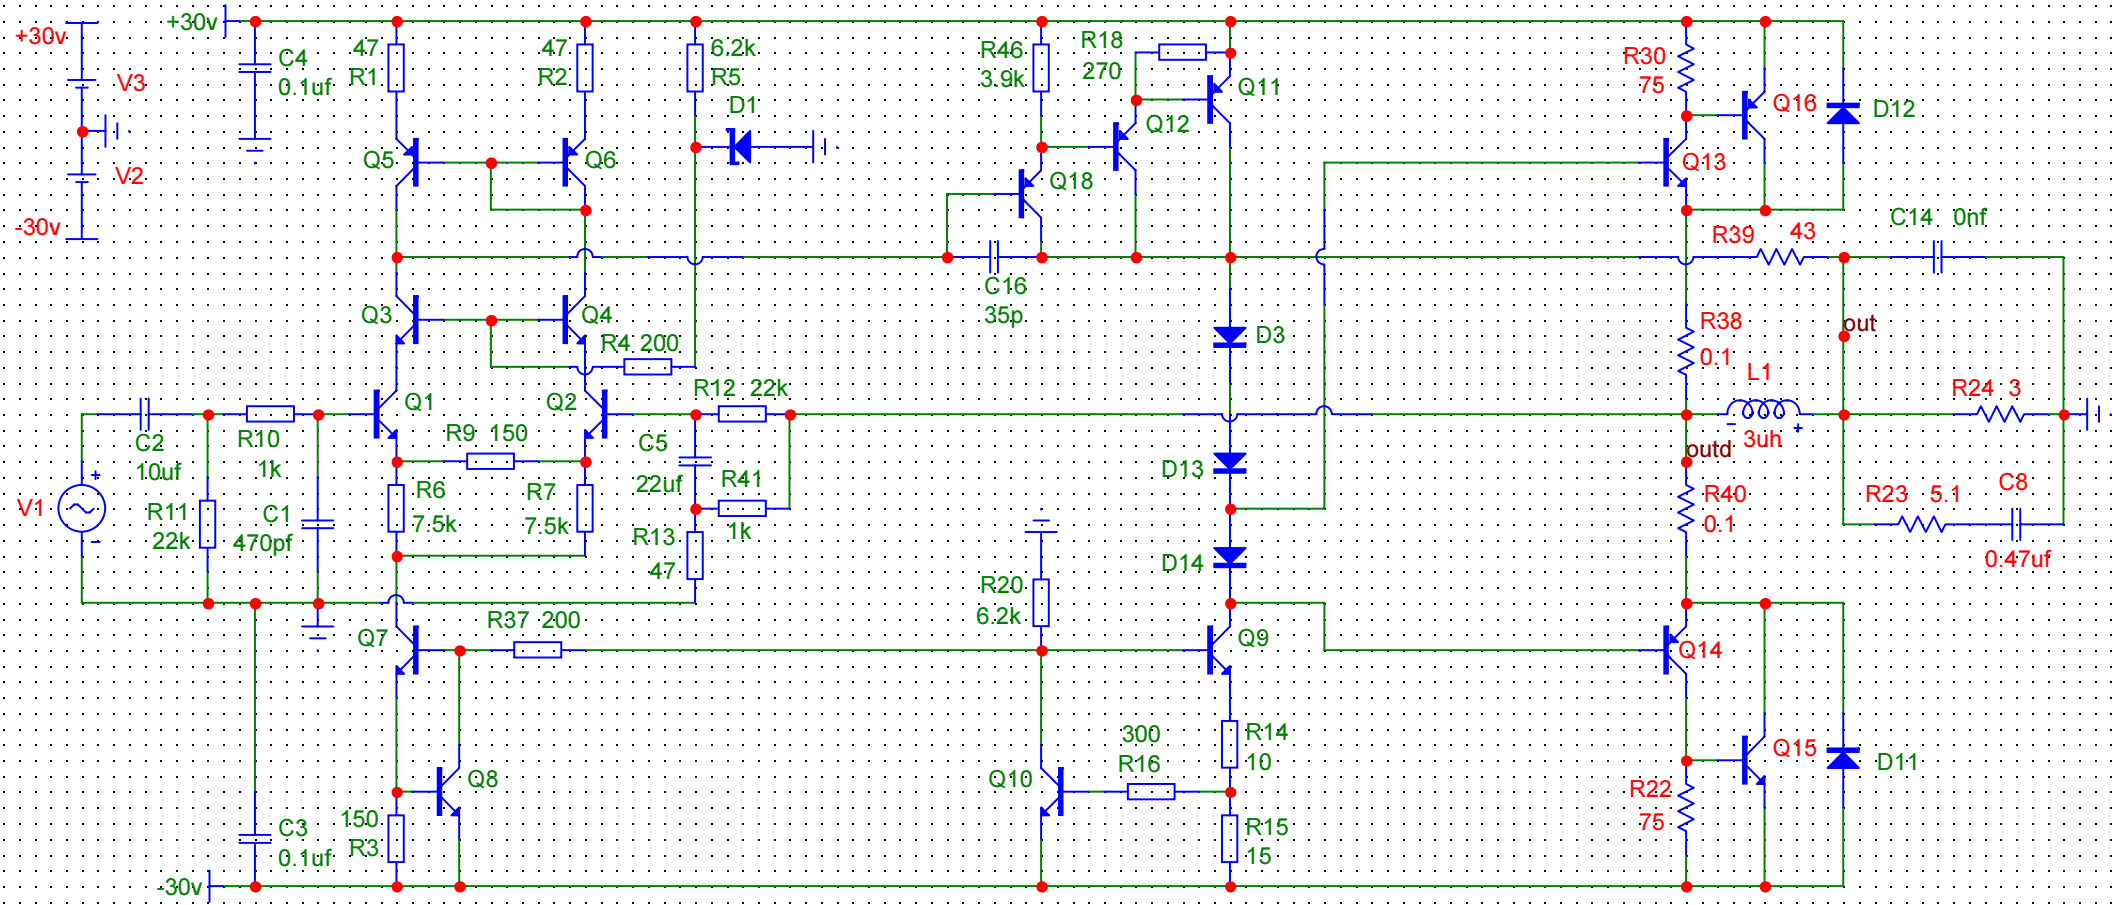 +30v
V3
V2
-30v
+30v
C4
0.1uf
47
R1
47
R2
6.2k
R5
D1
Q5
Q6
R46
3.9k
R18
270
Q11
Q12
Q18
C16
35p
R30
75
Q16
D12
Q13
C14 0nf
R39 43
Q3
Q4
R4 200
D3
R38
0.1
out
L1
3uh
R24 3
Q1
Q2
R12 22k
C2
10uf
R10
1k
R9 150
C5
22uf
R41
1k
D13
outd
R40
0.1
R23 5.1
C8
0.47uf
+
V1
-
R11
22k
C1
470pf
R6
7.5k
R7
7.5k
R13
47
D14
R20
6.2k
- +
Q7
R37 200
Q9
Q14
Q8
300
R16
Q10
R14
10
Q15
D11
150
R3
C3
0.1uf
R15
15
R22
75
-30v